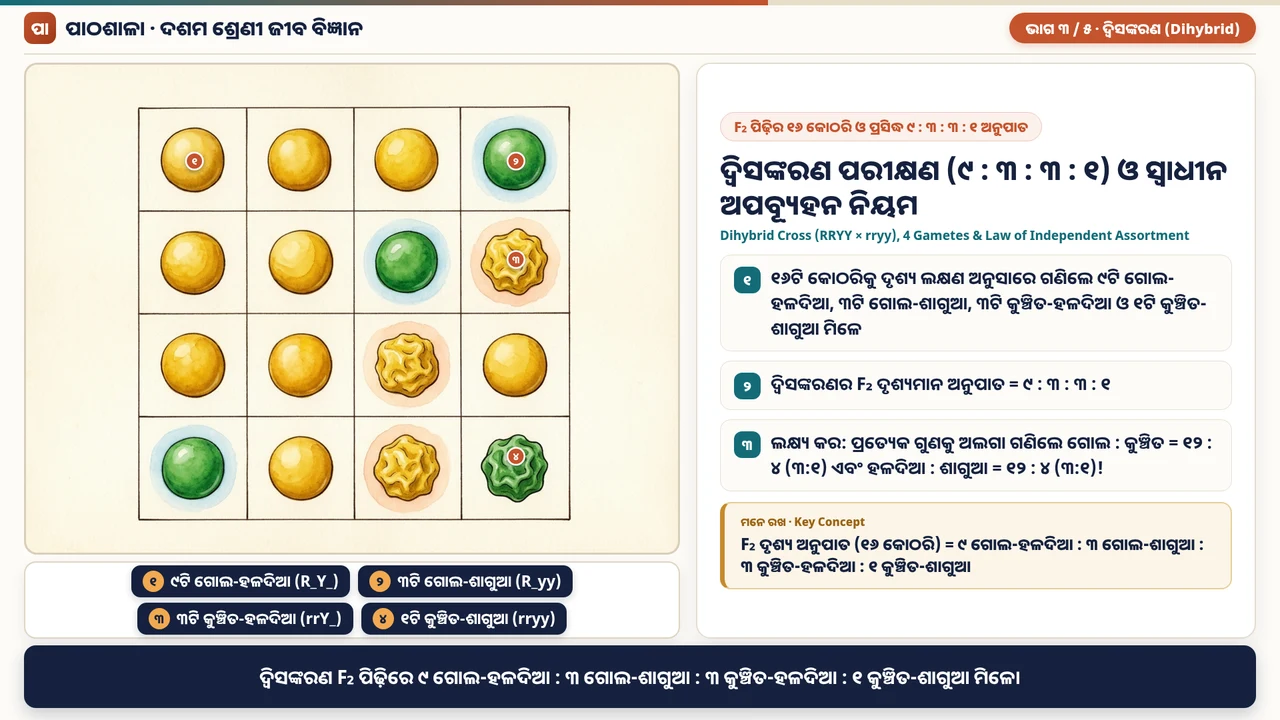 ପା ପାଠଶାଳା · ଦଶମ ଶ୍ରେଣୀ ଜୀବ ବିଜ୍ଞାନ
ଭାଗ ୩ / ୫ · ଦ୍ୱିସଙ୍କରଣ (Dihybrid)
୧
୨
୩
୪
୧ ୯ଟି ଗୋଲ-ହଳଦିଆ (R_Y_)
୨ ୩ଟି ଗୋଲ-ଶାଗୁଆ (R_yy)
୩ ୩ଟି କୁଞ୍ଚିତ-ହଳଦିଆ (rrY_)
୪ ୧ଟି କୁଞ୍ଚିତ-ଶାଗୁଆ (rryy)
F₂ ପିଢ଼ିର ୧୬ କୋଠରି ଓ ପ୍ରସିଦ୍ଧ ୯ : ୩ : ୩ : ୧ ଅନୁପାତ
ଦ୍ୱିସଙ୍କରଣ ପରୀକ୍ଷଣ (୯ : ୩ : ୩ : ୧) ଓ ସ୍ୱାଧୀନ
ଅପବ୍ୟୂହନ ନିୟମ
Dihybrid Cross (RRYY × rryy), 4 Gametes & Law of Independent Assortment
୧ ୧୬ଟି କୋଠରିକୁ ଦୃଶ୍ୟ ଲକ୍ଷଣ ଅନୁସାରେ ଗଣିଲେ ୯ଟି ଗୋଲ-
ହଳଦିଆ, ୩ଟି ଗୋଲ-ଶାଗୁଆ, ୩ଟି କୁଞ୍ଚିତ-ହଳଦିଆ ଓ ୧ଟି କୁଞ୍ଚିତ-
ଶାଗୁଆ ମିଳେ
୨ ଦ୍ୱିସଙ୍କରଣର F₂ ଦୃଶ୍ୟମାନ ଅନୁପାତ = ୯ : ୩ : ୩ : ୧
୩ ଲକ୍ଷ୍ୟ କର: ପ୍ରତ୍ୟେକ ଗୁଣକୁ ଅଲଗା ଗଣିଲେ ଗୋଲ : କୁଞ୍ଚିତ = ୧୨ :
୪ (୩:୧) ଏବଂ ହଳଦିଆ : ଶାଗୁଆ = ୧୨ : ୪ (୩:୧)!
ମନେ ରଖ · Key Concept
F₂ ଦୃଶ୍ୟ ଅନୁପାତ (୧୬ କୋଠରି) = ୯ ଗୋଲ-ହଳଦିଆ : ୩ ଗୋଲ-ଶାଗୁଆ :
୩ କୁଞ୍ଚିତ-ହଳଦିଆ : ୧ କୁଞ୍ଚିତ-ଶାଗୁଆ
ଦ୍ୱିସଙ୍କରଣ F₂ ପିଢ଼ିରେ ୯ ଗୋଲ-ହଳଦିଆ : ୩ ଗୋଲ-ଶାଗୁଆ : ୩ କୁଞ୍ଚିତ-ହଳଦିଆ : ୧ କୁଞ୍ଚିତ-ଶାଗୁଆ ମିଳେ।